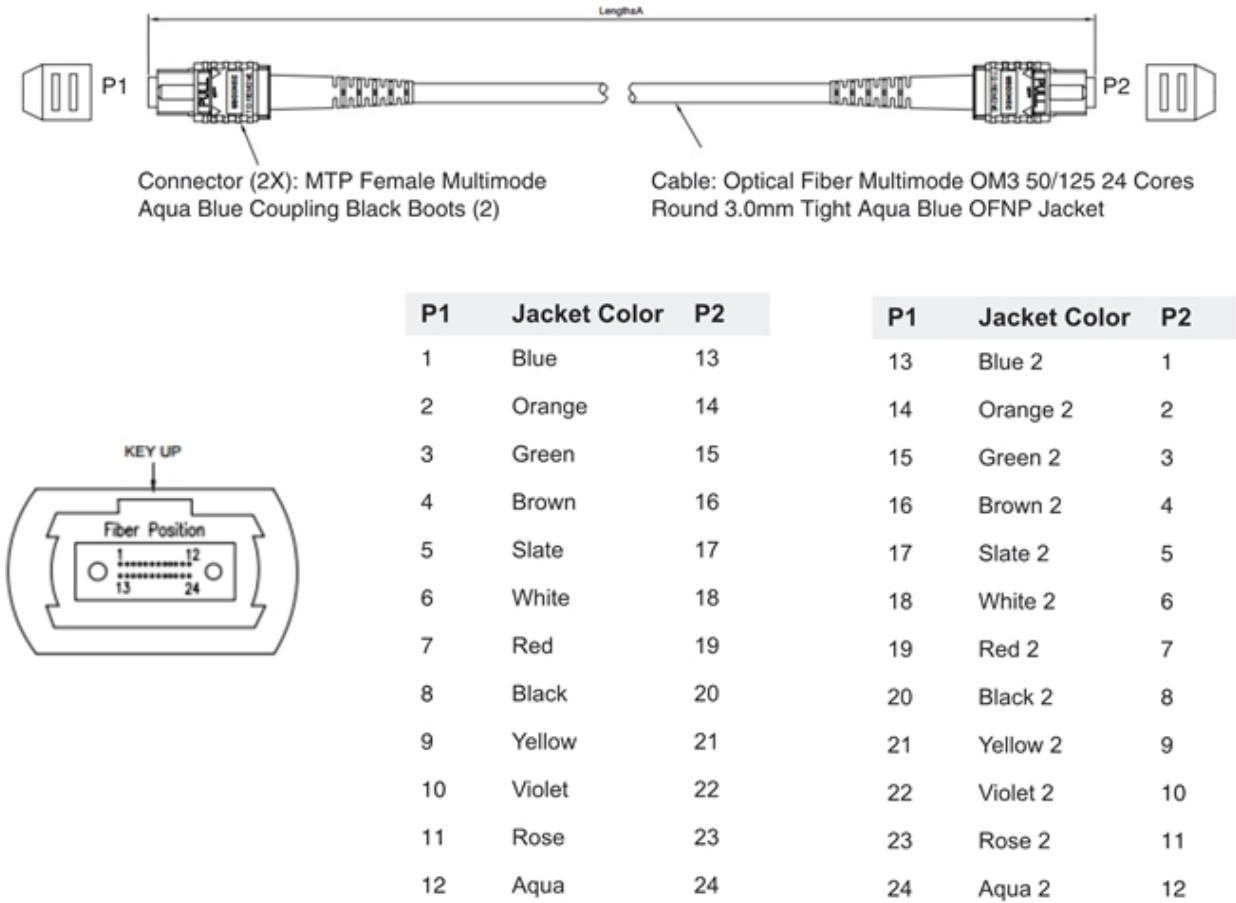 LengthsA
P1
PULL
PULL
P2
Connector (2X): MTP Female Multimode
Aqua Blue Coupling Black Boots (2)
Cable: Optical Fiber Multimode OM3 50/125 24 Cores
Round 3.0mm Tight Aqua Blue OFNP Jacket
P1 Jacket Color P2
1 Blue 13
2 Orange 14
3 Green 15
4 Brown 16
5 Slate 17
6 White 18
7 Red 19
8 Black 20
9 Yellow 21
10 Violet 22
11 Rose 23
12 Aqua 24
P1 Jacket Color P2
13 Blue 2 1
14 Orange 2 2
15 Green 2 3
16 Brown 2 4
17 Slate 2 5
18 White 2 6
19 Red 2 7
20 Black 2 8
21 Yellow 2 9
22 Violet 2 10
23 Rose 2 11
24 Aqua 2 12
KEY UP
Fiber Position
1 12
13 24